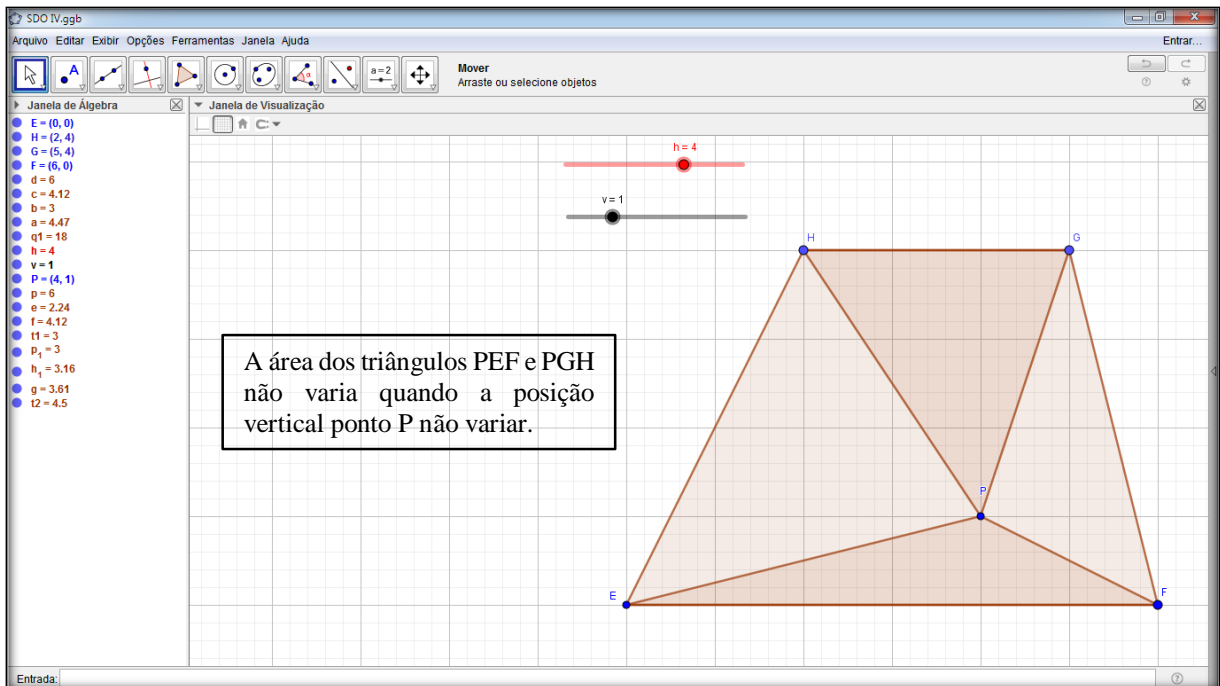 SDO IV.ggb
Arquivo Editar Exibir Opções Ferramentas Janela Ajuda
Entrar...
A
a=2
Mover
Arraste ou selecione objetos
Janela de Álgebra
Janela de Visualização
E = (0, 0)
H = (2, 4)
G = (5, 4)
F = (6, 0)
d = 6
c = 4.12
b = 3
a = 4.47
q1 = 18
h = 4
v = 1
P = (4, 1)
p = 6
e = 2.24
f = 4.12
t1 = 3
p₁ = 3
h₁ = 3.16
g = 3.61
t2 = 4.5
h = 4
v = 1
H
G
A área dos triângulos PEF e PGH
não varia quando a posição
vertical ponto P não variar.
P
E
F
Entrada: